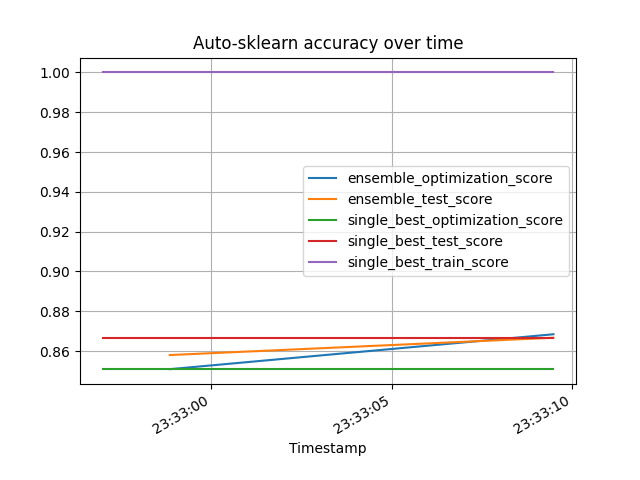 Auto-sklearn accuracy over time
1.00
0.98
0.96
0.94
0.92
0.90
0.88
0.86
ensemble_optimization_score
ensemble_test_score
single_best_optimization_score
single_best_test_score
single_best_train_score
23:33:00
23:33:05
23:33:10
Timestamp